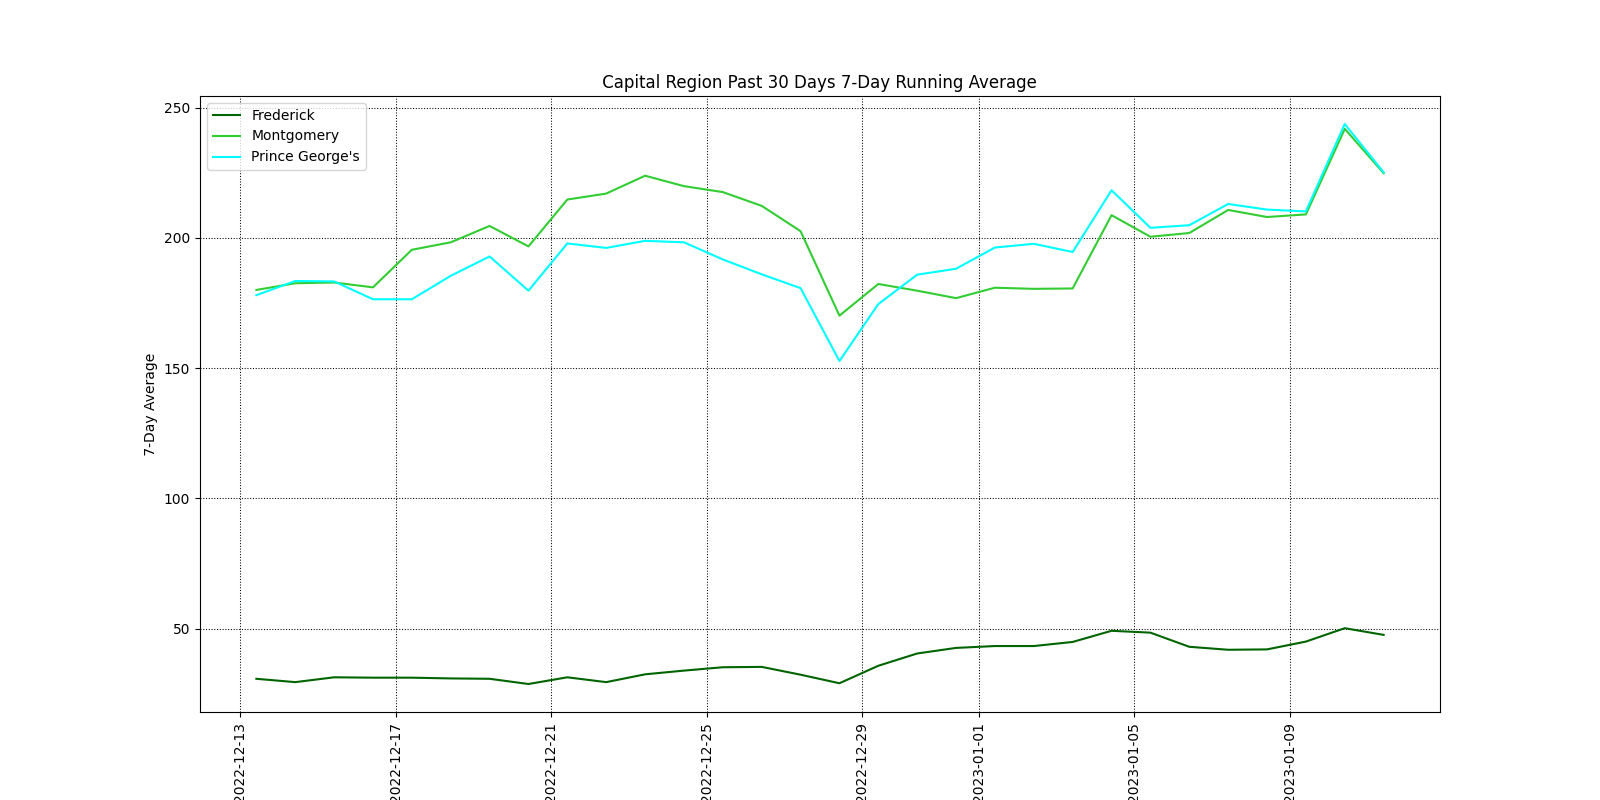 Capital Region Past 30 Days 7-Day Running Average
Frederick
Montgomery
Prince George's
7-Day Average
250
200
150
100
50
2022-12-13
2022-12-17
2022-12-21
2022-12-25
2022-12-29
2023-01-01
2023-01-05
2023-01-09